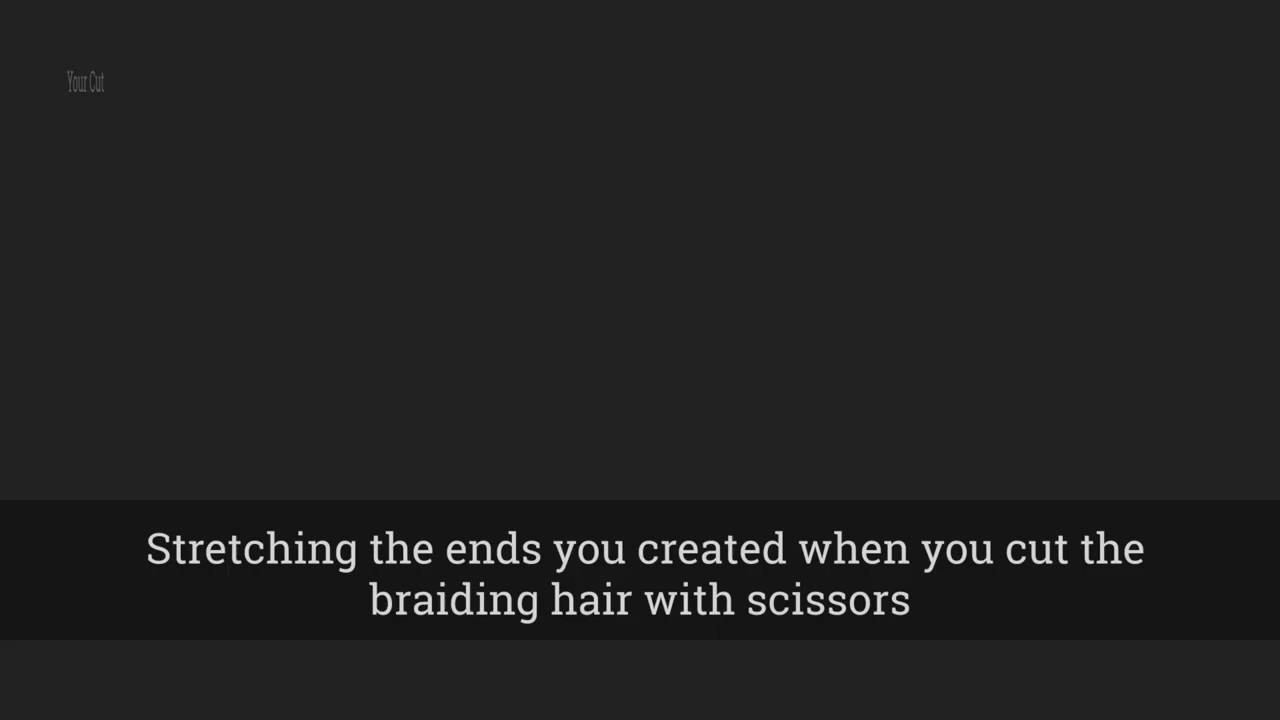 Your Cut
Stretching the ends you created when you cut the
braiding hair with scissors